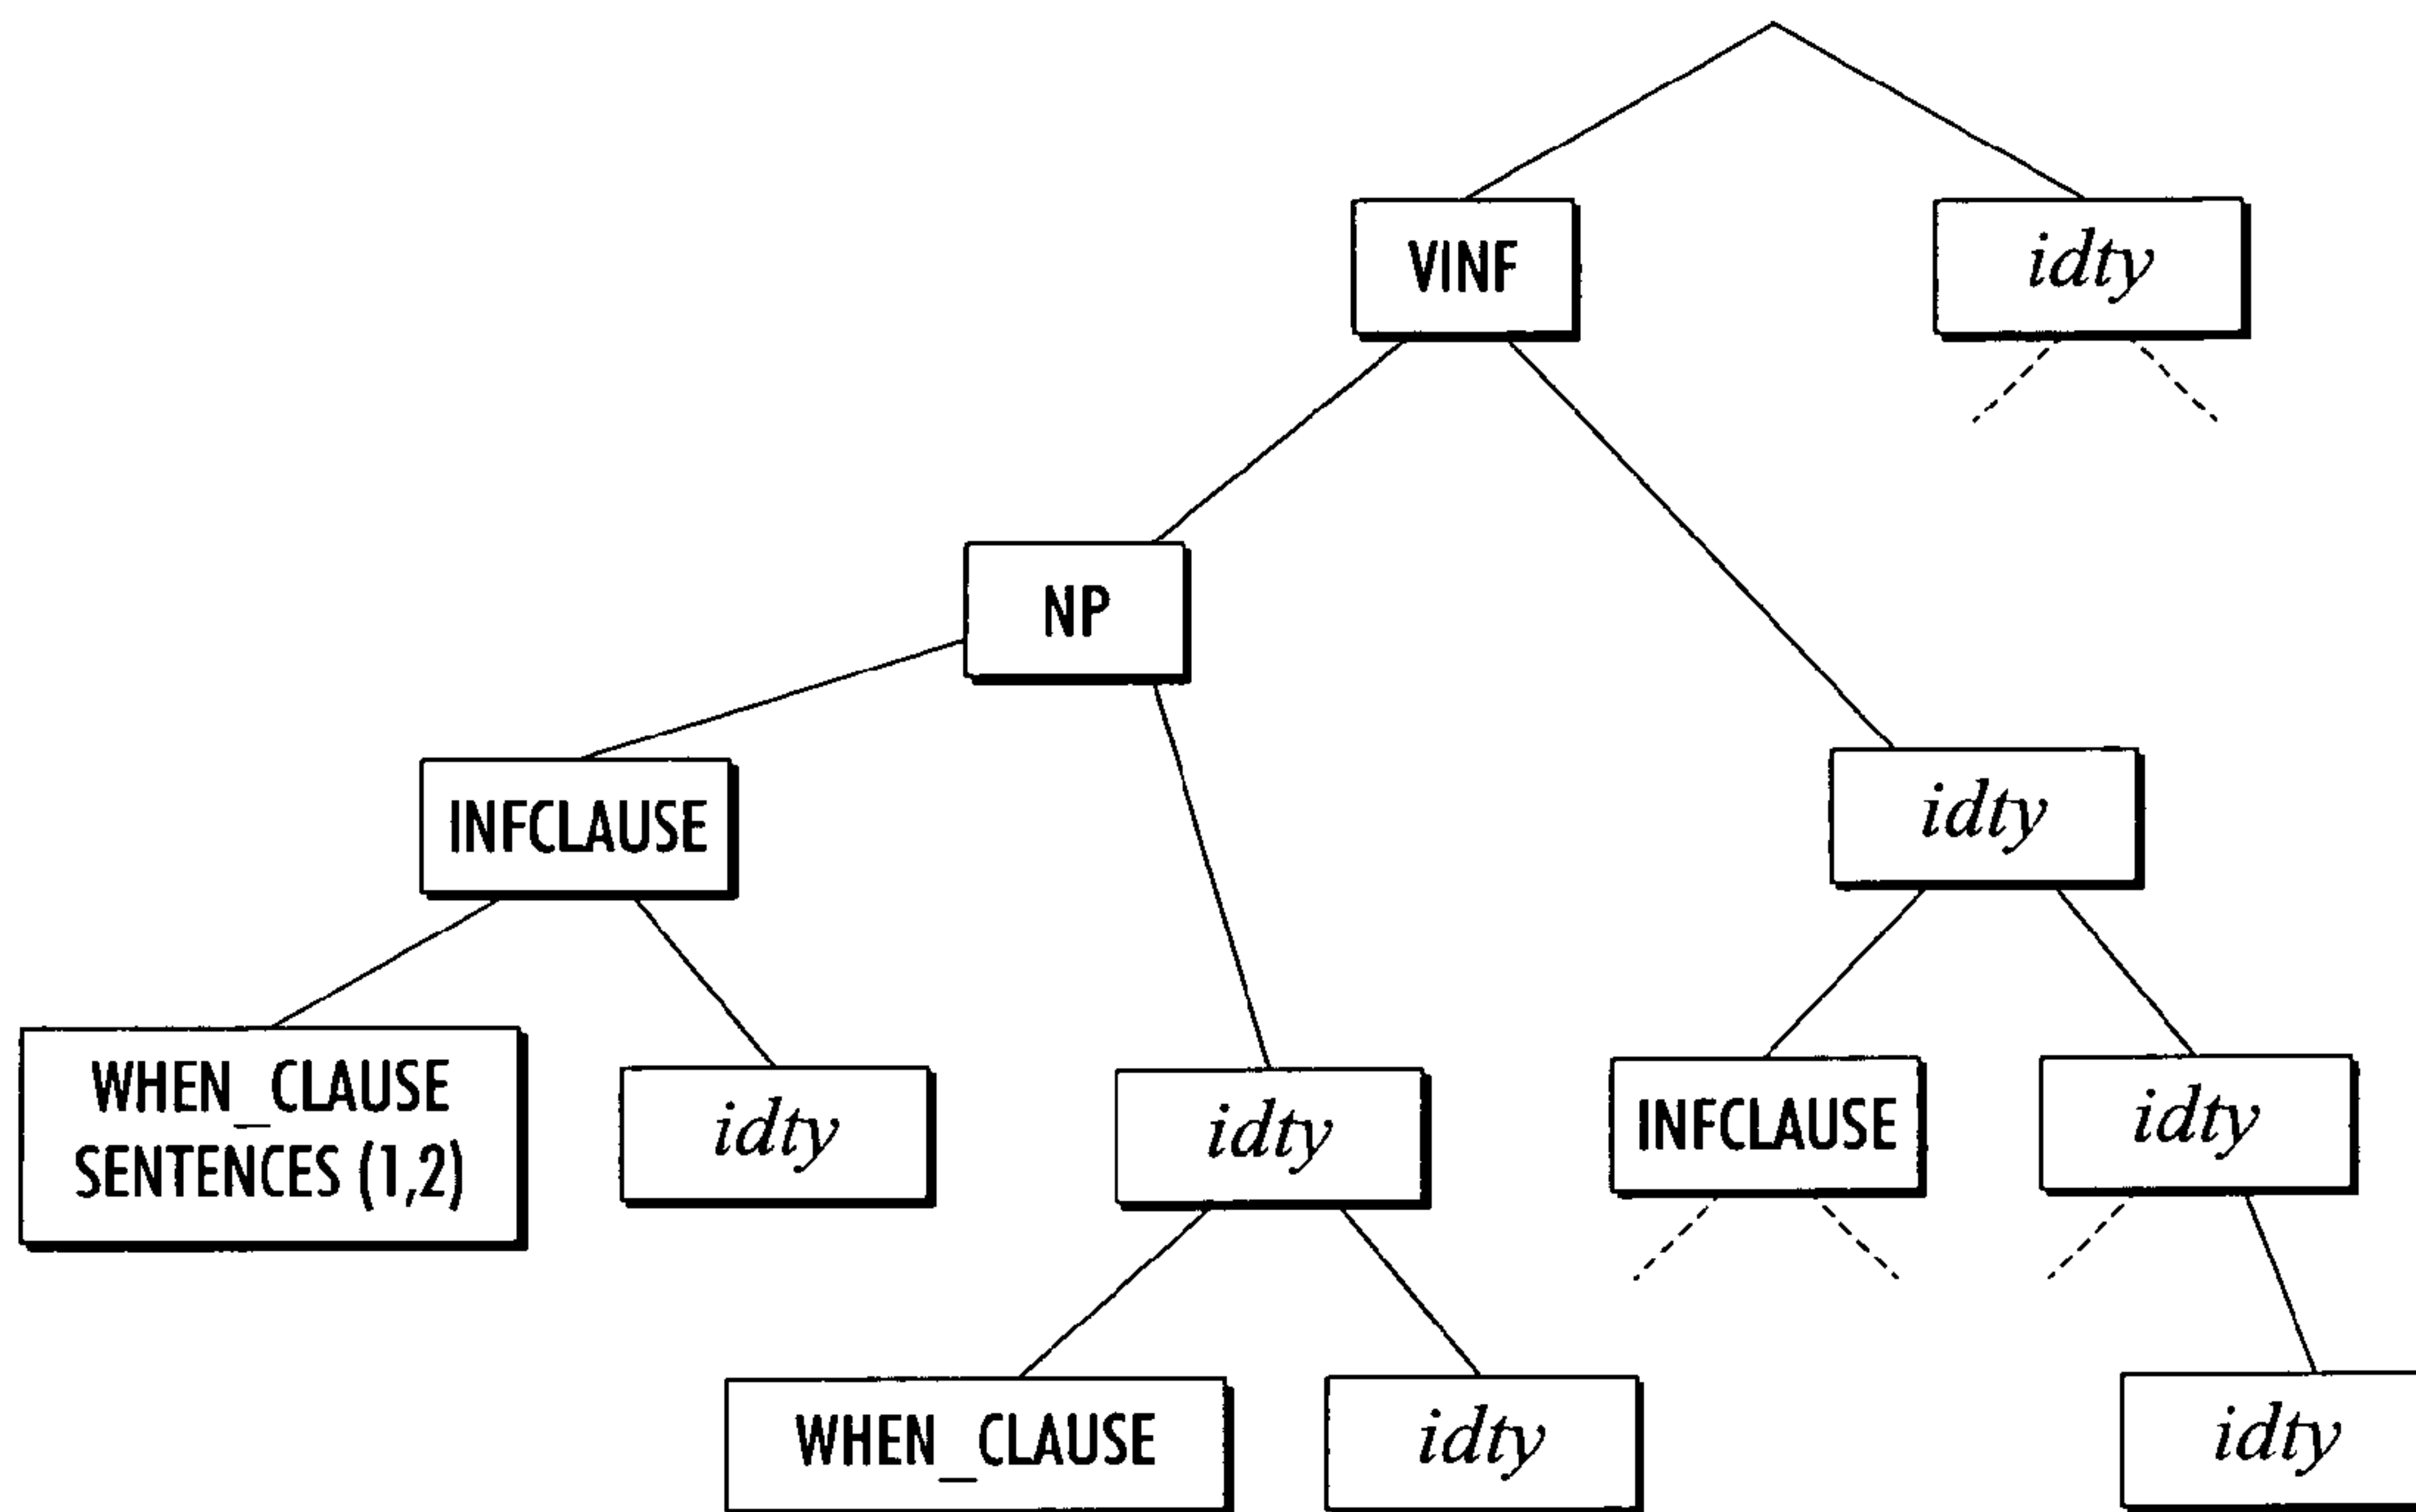 VINF
idty
NP
INFCLAUSE
idty
WHEN_CLAUSE
SENTENCES (1,2)
idty
idty
INFCLAUSE
idty
WHEN_CLAUSE
idty
idty